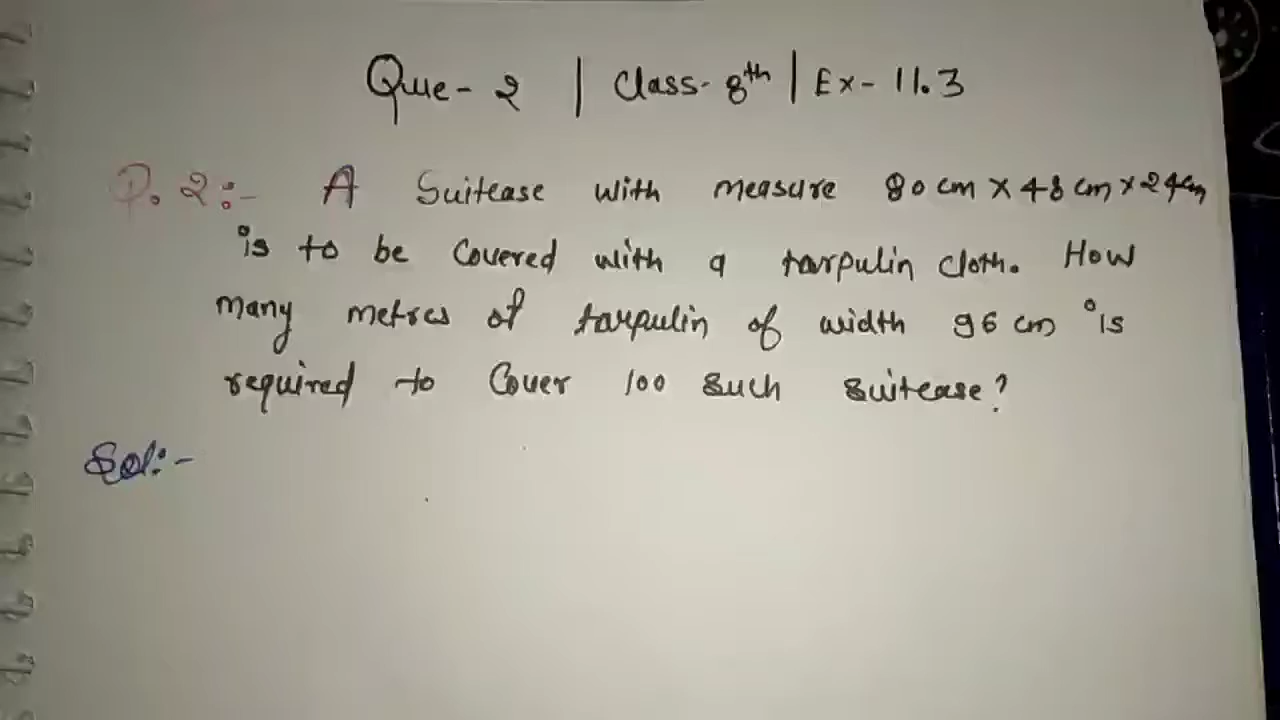 Que- 2 | Class- 8th | Ex- 11.3
P. 2:- A Suitcase with measure 80 cm × 48 cm × 24cm
is to be Covered with a tarpulin cloth. How
many metres of tarpulin of width 96 cm is
required to Cover 100 such suitcase?
Sol:-